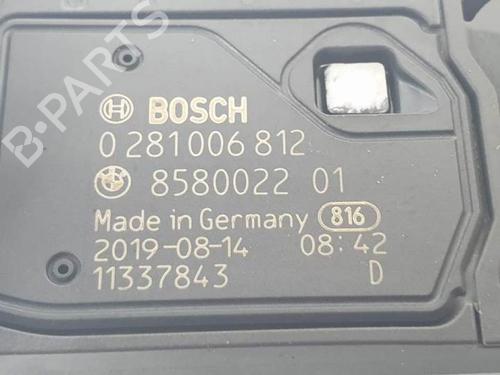 B-PARTS
BOSCH
0 281 006 812
8580022 01
Made in Germany 816
2019-08-14 08:42
11337843 D